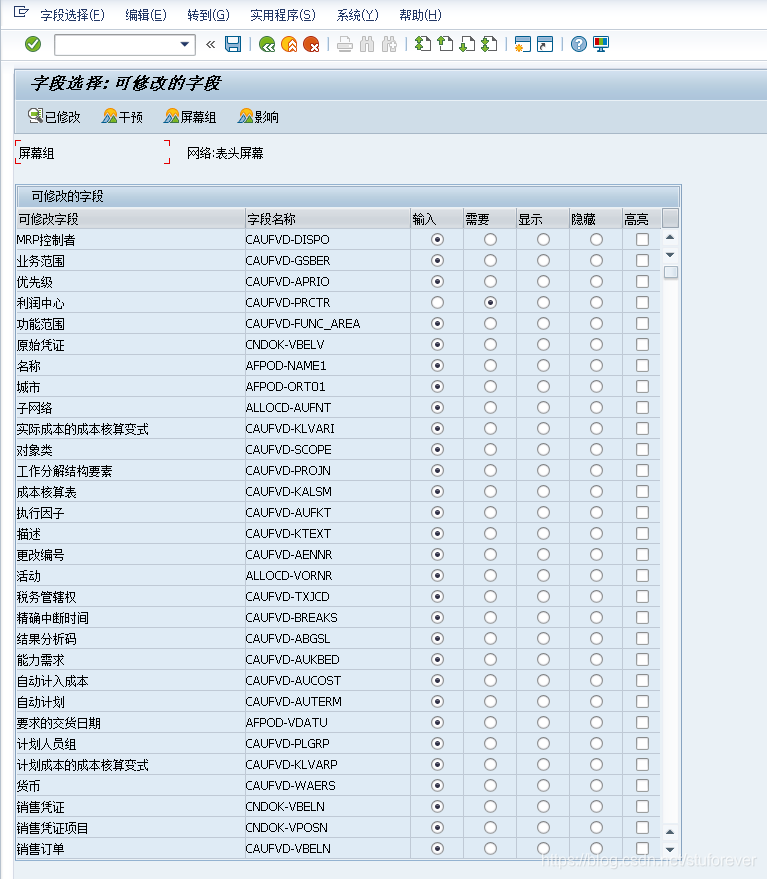 字段选择(F) 编辑(E) 转到(G) 实用程序(S) 系统(Y) 帮助(H)
字段选择: 可修改的字段
已修改 干预 屏幕组 影响
屏幕组 网络:表头屏幕
可修改的字段
可修改字段 字段名称 输入 需要 显示 隐藏 高亮
MRP控制者 CAUFVD-DISPO
业务范围 CAUFVD-GSBER
优先级 CAUFVD-APRIO
利润中心 CAUFVD-PRCTR
功能范围 CAUFVD-FUNC_AREA
原始凭证 CNDOK-VBELV
名称 AFPOD-NAME1
城市 AFPOD-ORT01
子网络 ALLOCD-AUFNT
实际成本的成本核算变式 CAUFVD-KLVARI
对象类 CAUFVD-SCOPE
工作分解结构要素 CAUFVD-PROJN
成本核算表 CAUFVD-KALSM
执行因子 CAUFVD-AUFKT
描述 CAUFVD-KTEXT
更改编号 CAUFVD-AENNR
活动 ALLOCD-VORNR
税务管辖权 CAUFVD-TXJCD
精确中断时间 CAUFVD-BREAKS
结果分析码 CAUFVD-ABGSL
能力需求 CAUFVD-AUKBED
自动计入成本 CAUFVD-AUCOST
自动计划 CAUFVD-AUTERM
要求的交货日期 AFPOD-VDATU
计划人员组 CAUFVD-PLGRP
计划成本的成本核算变式 CAUFVD-KLVARP
货币 CAUFVD-WAERS
销售凭证 CNDOK-VBELN
销售凭证项目 CNDOK-VPOSN
销售订单 CAUFVD-VBELN
https://blog.csdn.net/stuforever